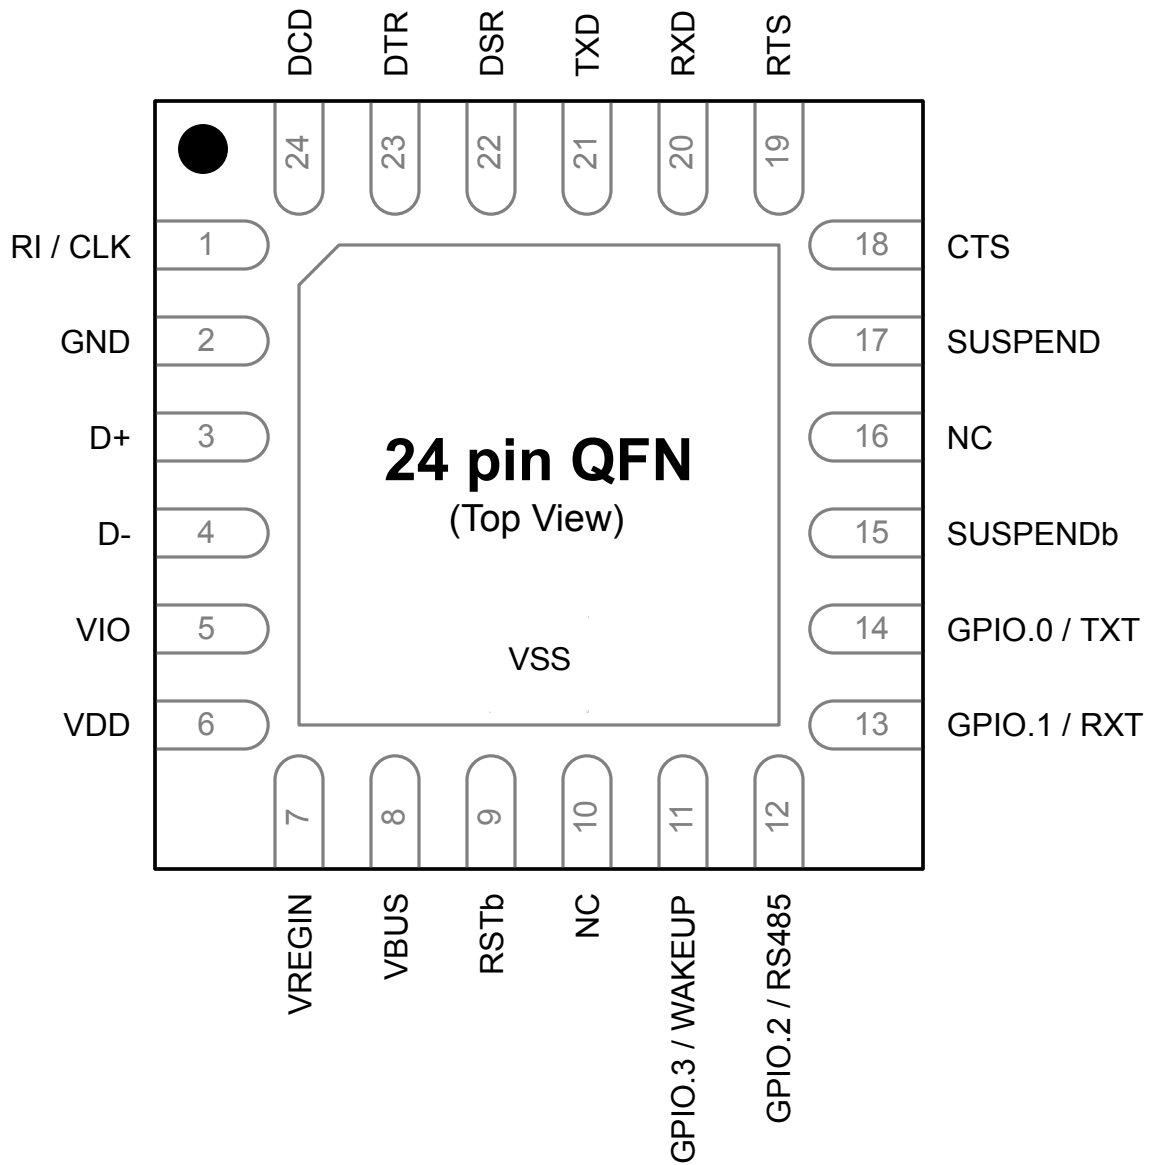 DCD
DTR
DSR
TXD
RXD
RTS
24
23
22
21
20
19
RI / CLK
1
18
CTS
GND
2
17
SUSPEND
D+
3
16
NC
24 pin QFN
(Top View)
D-
4
15
SUSPENDb
VIO
5
14
GPIO.0 / TXT
VSS
VDD
6
13
GPIO.1 / RXT
7
8
9
10
11
12
VREGIN
VBUS
RSTb
NC
GPIO.3 / WAKEUP
GPIO.2 / RS485